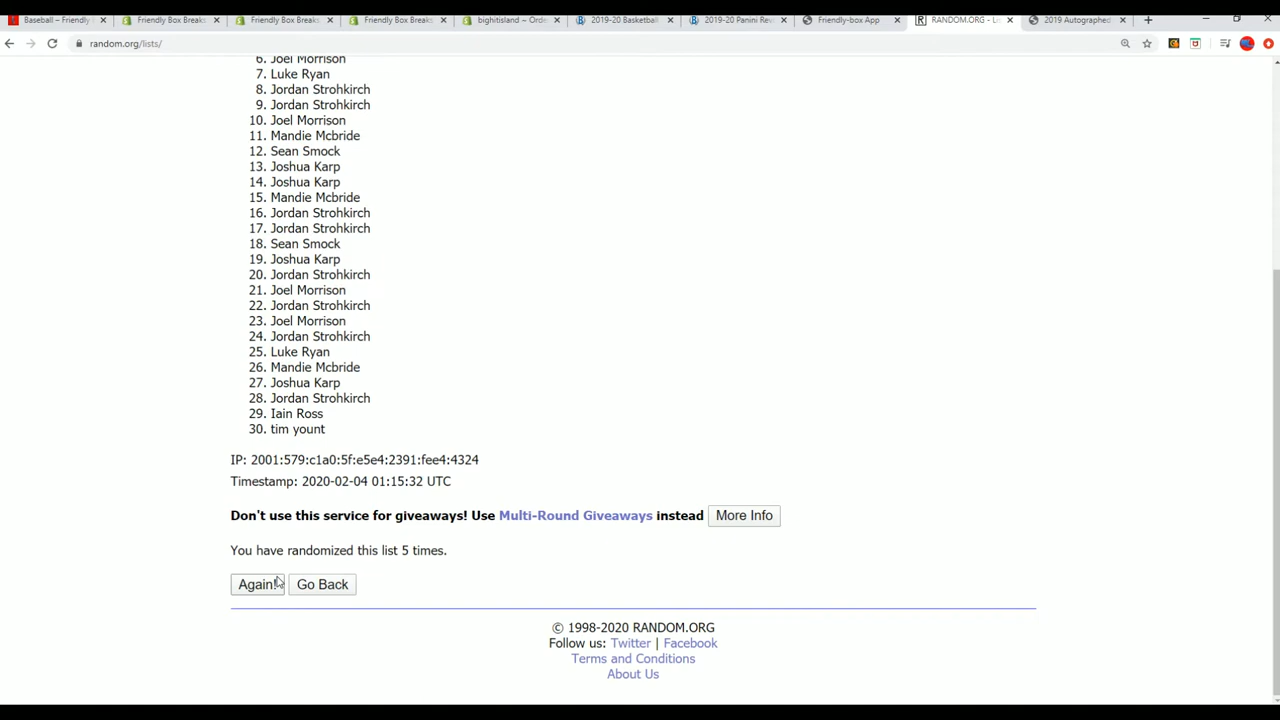 Baseball – Friendly
Friendly Box Breaks
Friendly Box Breaks
Friendly Box Breaks
bighitisland – Orde
2019-20 Basketball
2019-20 Panini Rev
Friendly-box App
RANDOM.ORG - Lis
2019 Autographed
random.org/lists/
6. Joel Morrison
7. Luke Ryan
8. Jordan Strohkirch
9. Jordan Strohkirch
10. Joel Morrison
11. Mandie Mcbride
12. Sean Smock
13. Joshua Karp
14. Joshua Karp
15. Mandie Mcbride
16. Jordan Strohkirch
17. Jordan Strohkirch
18. Sean Smock
19. Joshua Karp
20. Jordan Strohkirch
21. Joel Morrison
22. Jordan Strohkirch
23. Joel Morrison
24. Jordan Strohkirch
25. Luke Ryan
26. Mandie Mcbride
27. Joshua Karp
28. Jordan Strohkirch
29. Iain Ross
30. tim yount
IP: 2001:579:c1a0:5f:e5e4:2391:fee4:4324
Timestamp: 2020-02-04 01:15:32 UTC
Don't use this service for giveaways! Use Multi-Round Giveaways instead More Info
You have randomized this list 5 times.
Again! Go Back
© 1998-2020 RANDOM.ORG
Follow us: Twitter | Facebook
Terms and Conditions
About Us